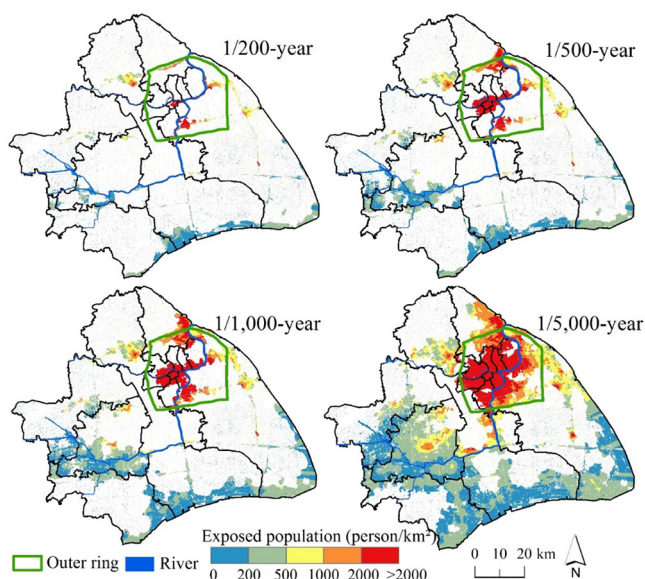 1/200-year
1/500-year
1/1,000-year
1/5,000-year
Exposed population (person/km²)
Outer ring
River
0 200 500 1000 2000 >2000
0 10 20 km
N